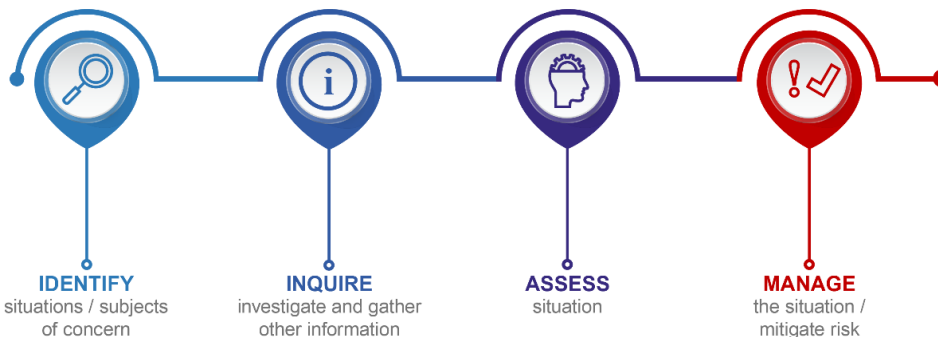 i
IDENTIFY
situations / subjects
of concern
INQUIRE
investigate and gather
other information
ASSESS
situation
MANAGE
the situation /
mitigate risk